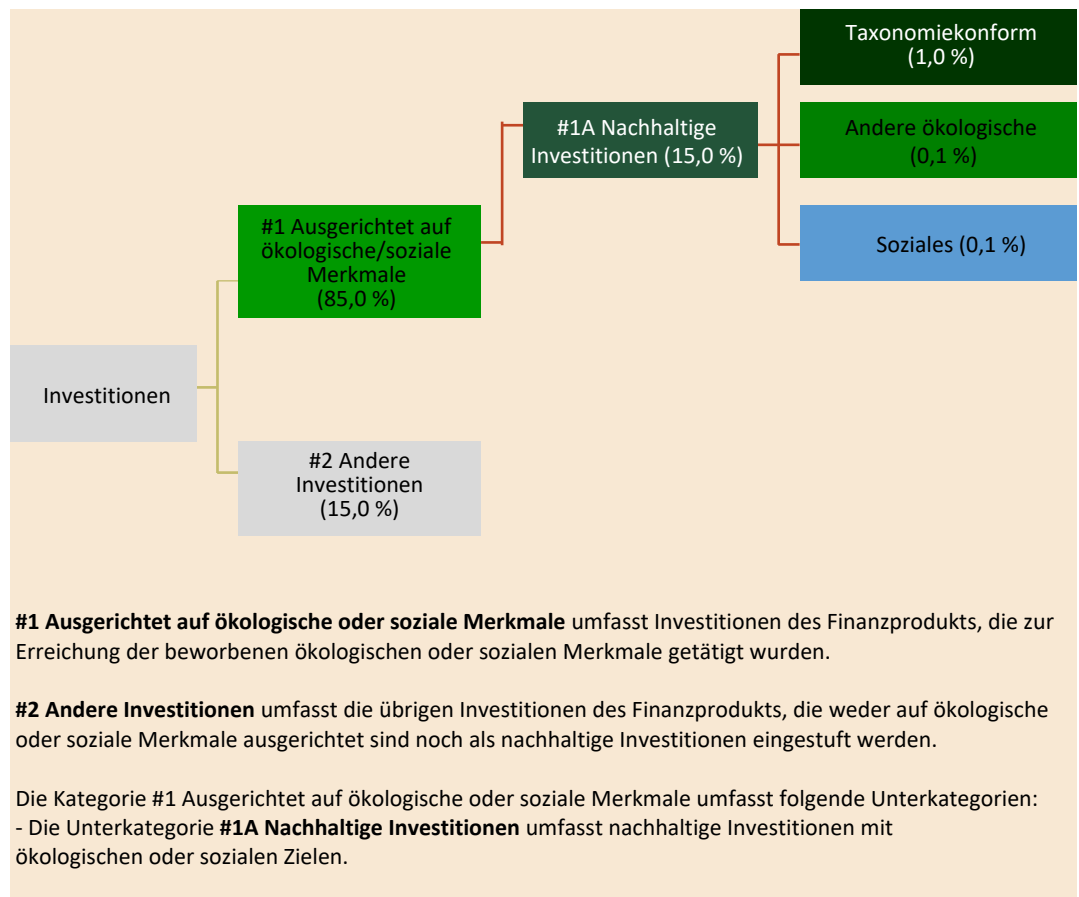 Taxonomiekonform
(1,0 %)
#1A Nachhaltige
Investitionen (15,0 %)
Andere ökologische
(0,1 %)
#1 Ausgerichtet auf
ökologische/soziale
Merkmale
(85,0 %)
Soziales (0,1 %)
Investitionen
#2 Andere
Investitionen
(15,0 %)
#1 Ausgerichtet auf ökologische oder soziale Merkmale umfasst Investitionen des Finanzprodukts, die zur
Erreichung der beworbenen ökologischen oder sozialen Merkmale getätigt wurden.
#2 Andere Investitionen umfasst die übrigen Investitionen des Finanzprodukts, die weder auf ökologische
oder soziale Merkmale ausgerichtet sind noch als nachhaltige Investitionen eingestuft werden.
Die Kategorie #1 Ausgerichtet auf ökologische oder soziale Merkmale umfasst folgende Unterkategorien:
- Die Unterkategorie #1A Nachhaltige Investitionen umfasst nachhaltige Investitionen mit
ökologischen oder sozialen Zielen.